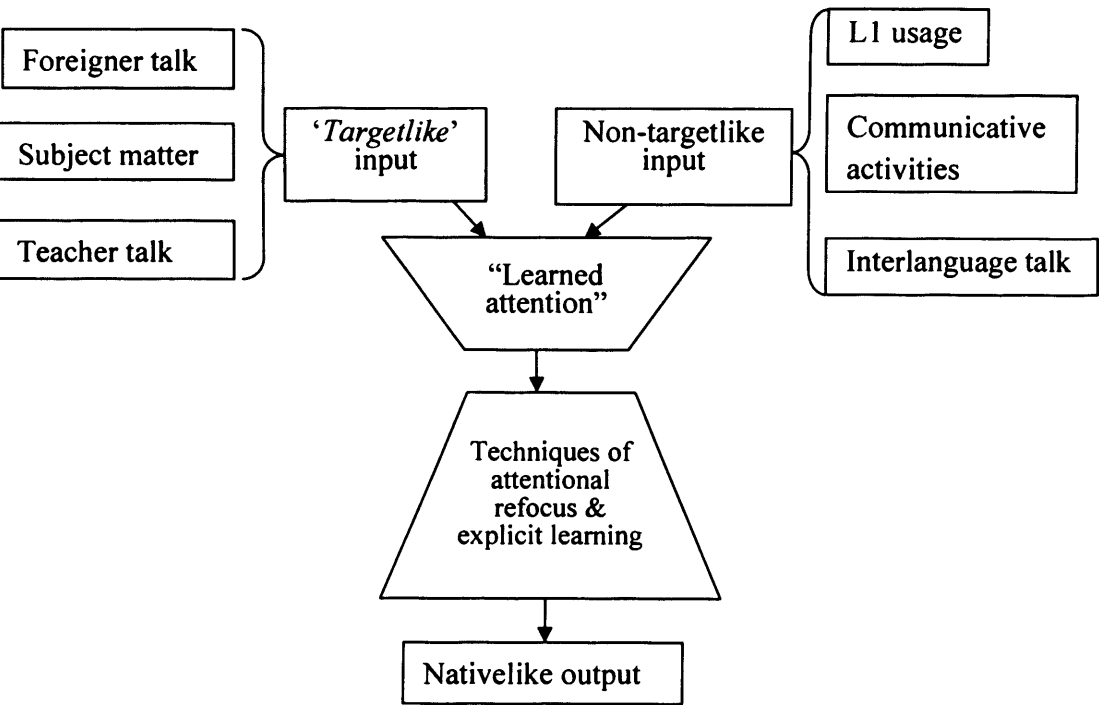 Foreigner talk
Subject matter
Teacher talk
‘Targetlike’
input
Non-targetlike
input
L1 usage
Communicative
activities
Interlanguage talk
“Learned
attention”
Techniques of
attentional
refocus &
explicit learning
Nativelike output